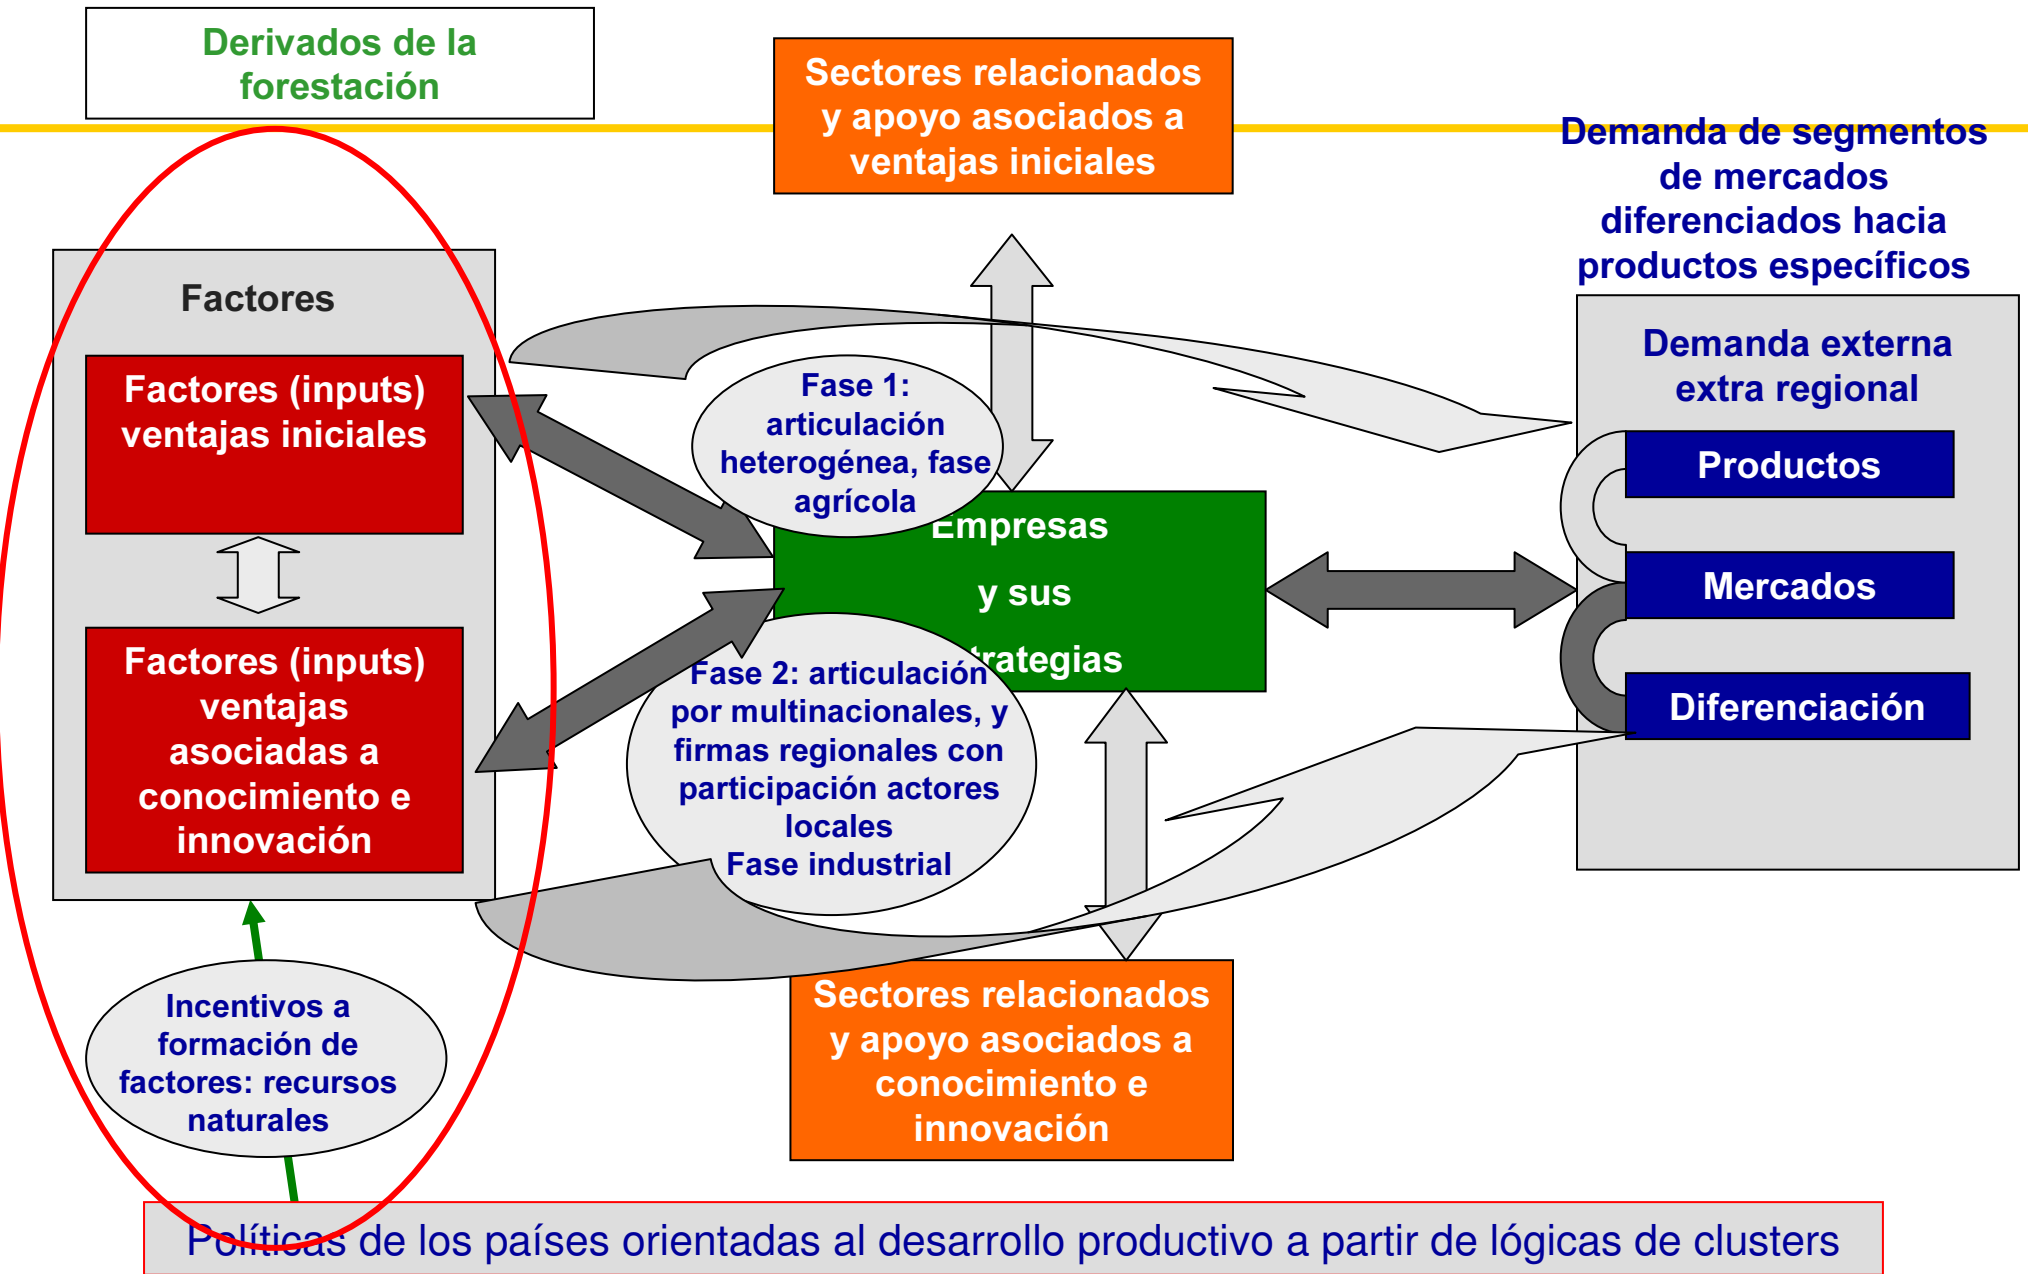 Derivados de la
forestación
Sectores relacionados
y apoyo asociados a
ventajas iniciales
Demanda de segmentos
de mercados
diferenciados hacia
productos específicos
Factores
Factores (inputs)
ventajas iniciales
Factores (inputs)
ventajas
asociadas a
conocimiento e
innovación
Fase 1:
articulación
heterogénea, fase
agrícola
Empresas
y sus
trategias
Fase 2: articulación
por multinacionales, y
firmas regionales con
participación actores
locales
Fase industrial
Demanda externa
extra regional
Productos
Mercados
Diferenciación
Incentivos a
formación de
factores: recursos
naturales
Sectores relacionados
y apoyo asociados a
conocimiento e
innovación
Políticas de los países orientadas al desarrollo productivo a partir de lógicas de clusters